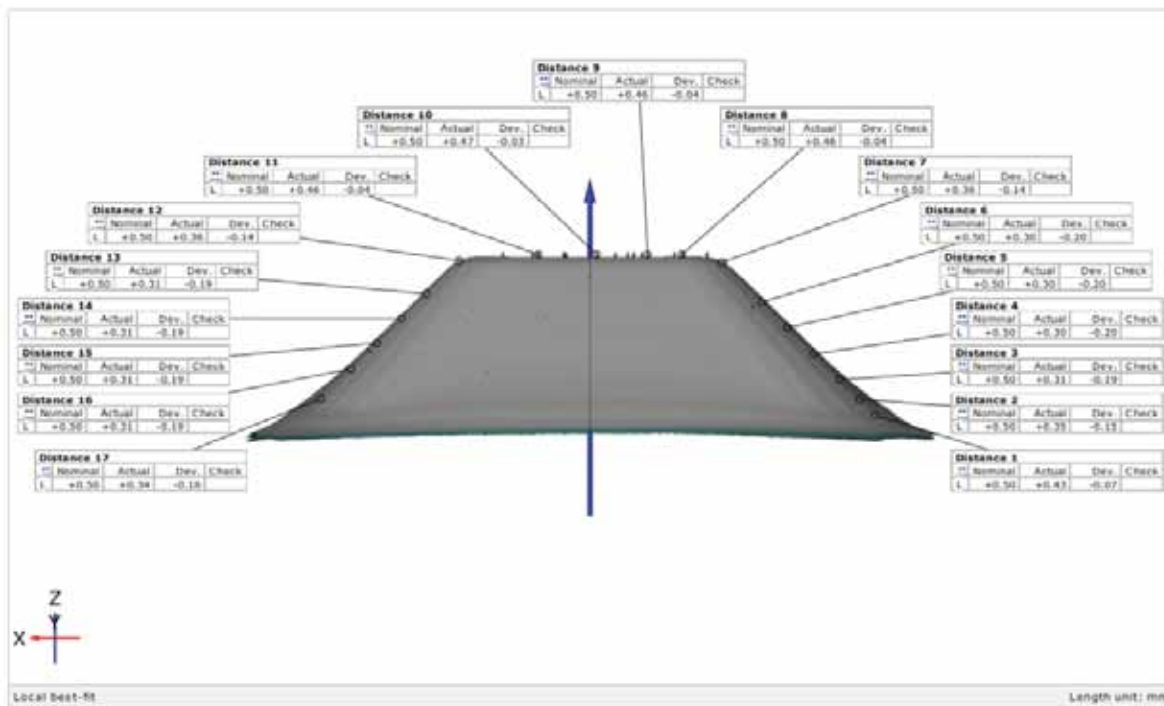 Distance 9
Nominal Actual Dev. Check
L +0.50 +0.46 -0.04
Distance 10
Nominal Actual Dev. Check
L +0.50 +0.47 -0.03
Distance 8
Nominal Actual Dev. Check
L +0.50 +0.46 -0.04
Distance 11
Nominal Actual Dev. Check
L +0.50 +0.46 -0.04
Distance 7
Nominal Actual Dev. Check
L +0.50 +0.36 -0.14
Distance 12
Nominal Actual Dev. Check
L +0.50 +0.36 -0.14
Distance 6
Nominal Actual Dev. Check
L +0.50 +0.30 -0.20
Distance 13
Nominal Actual Dev. Check
L +0.50 +0.31 -0.19
Distance 5
Nominal Actual Dev. Check
L +0.50 +0.30 -0.20
Distance 14
Nominal Actual Dev. Check
L +0.50 +0.31 -0.19
Distance 4
Nominal Actual Dev. Check
L +0.50 +0.30 -0.20
Distance 15
Nominal Actual Dev. Check
L +0.50 +0.31 -0.19
Distance 3
Nominal Actual Dev. Check
L +0.50 +0.31 -0.19
Distance 16
Nominal Actual Dev. Check
L +0.50 +0.31 -0.19
Distance 2
Nominal Actual Dev. Check
L +0.50 +0.35 -0.15
Distance 17
Nominal Actual Dev. Check
L +0.50 +0.34 -0.16
Distance 1
Nominal Actual Dev. Check
L +0.50 +0.43 -0.07
Z
X
Local best-fit
Length unit: mm